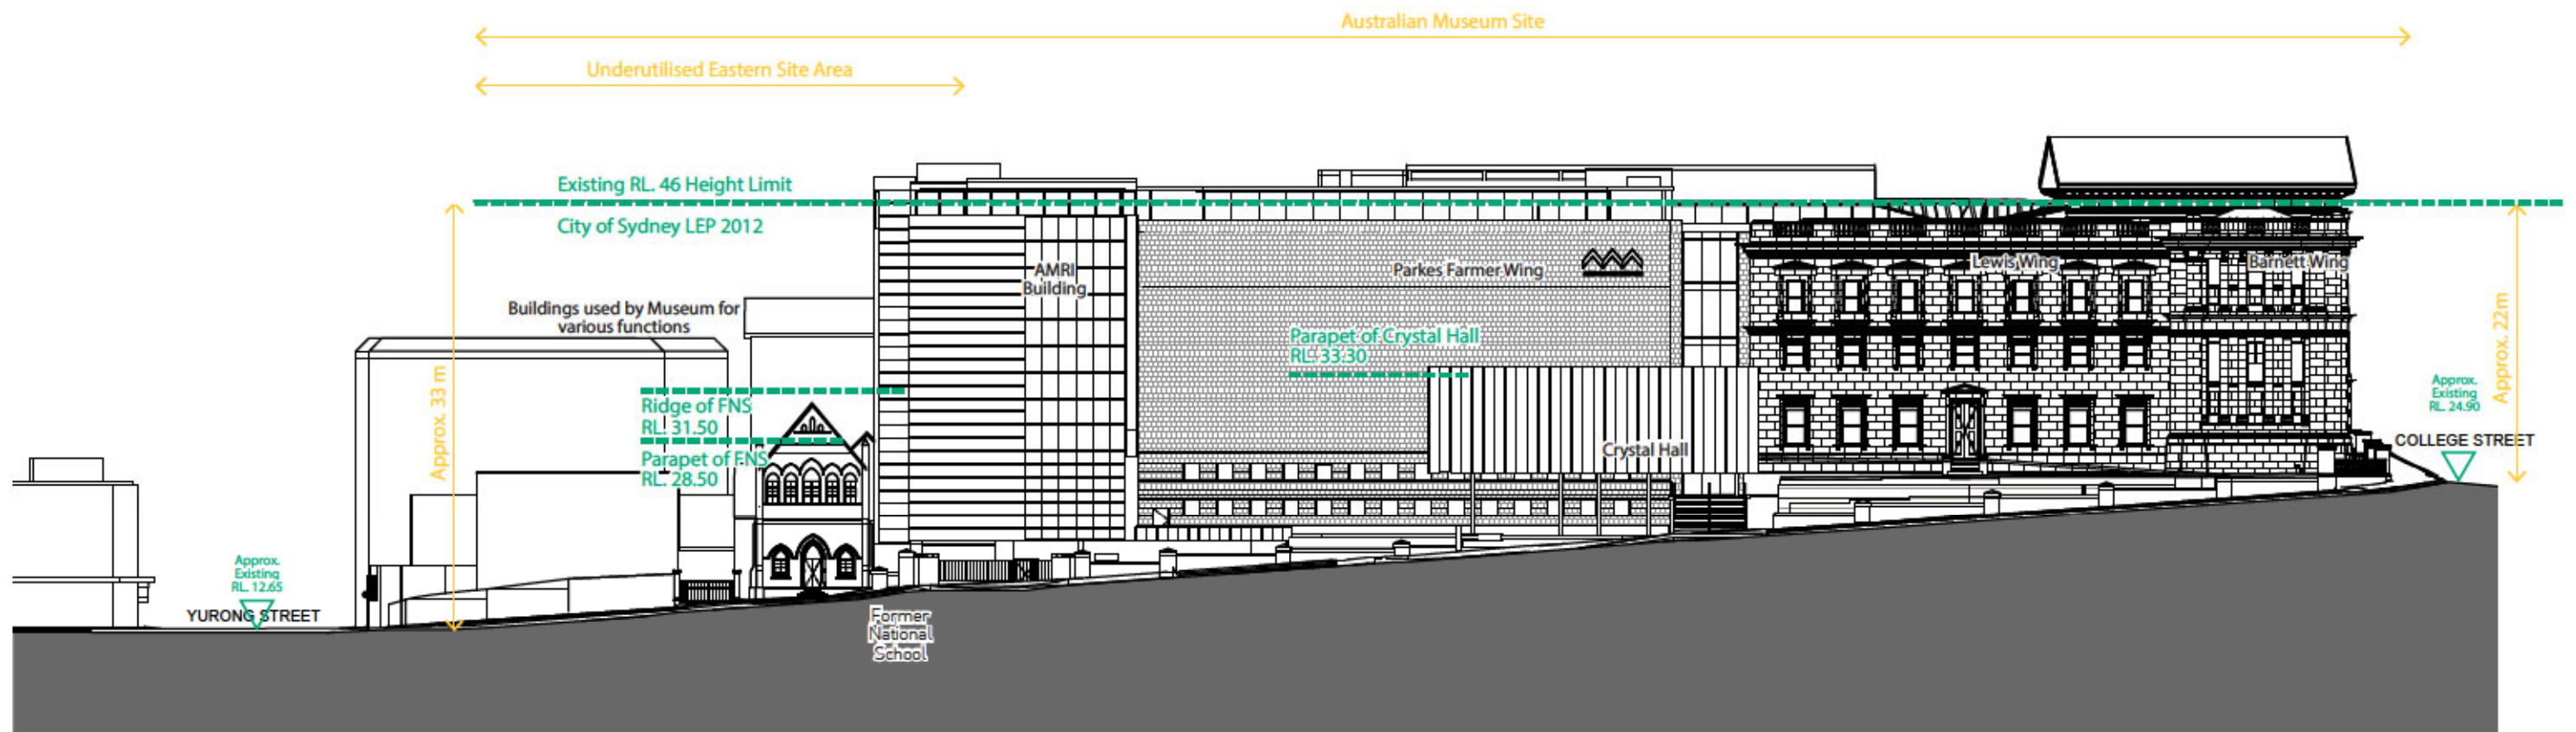 Australian Museum Site
Underutilised Eastern Site Area
Existing RL. 46 Height Limit
City of Sydney LEP 2012
AMRI
Building
Parkes Farmer Wing
Lewis Wing
Barnett Wing
Buildings used by Museum for
various functions
Parapet of Crystal Hall
RL. 33.30
Approx. 33 m
Ridge of FNS
RL. 31.50
Parapet of FNS
RL. 28.50
Crystal Hall
Approx. 22m
Approx.
Existing
RL. 24.90
COLLEGE STREET
Approx.
Existing
RL. 12.65
YURONG STREET
Former
National
School